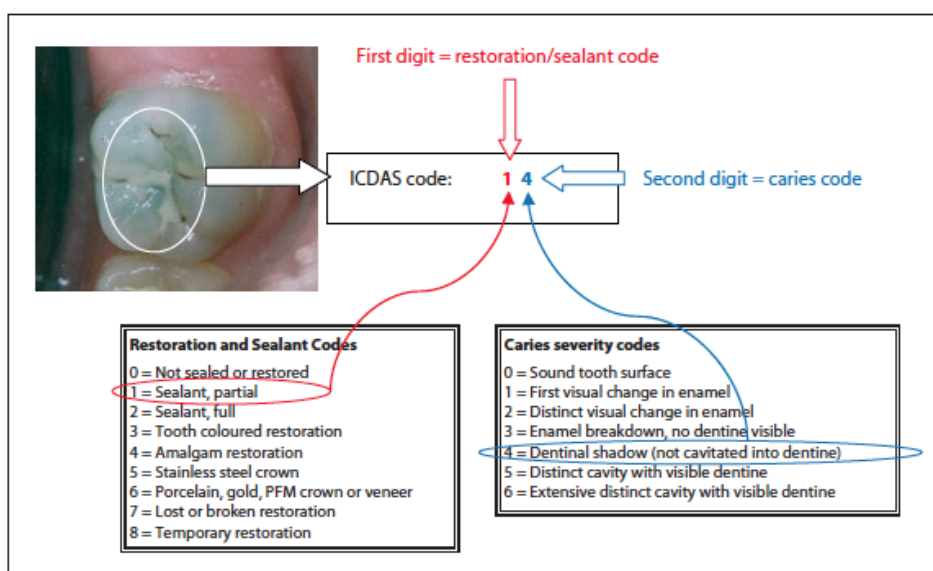 First digit = restoration/sealant code
ICDAS code: 1 4
Second digit = caries code
Restoration and Sealant Codes
0 = Not sealed or restored
1 = Sealant, partial
2 = Sealant, full
3 = Tooth coloured restoration
4 = Amalgam restoration
5 = Stainless steel crown
6 = Porcelain, gold, PFM crown or veneer
7 = Lost or broken restoration
8 = Temporary restoration
Caries severity codes
0 = Sound tooth surface
1 = First visual change in enamel
2 = Distinct visual change in enamel
3 = Enamel breakdown, no dentine visible
4 = Dentinal shadow (not cavitated into dentine)
5 = Distinct cavity with visible dentine
6 = Extensive distinct cavity with visible dentine